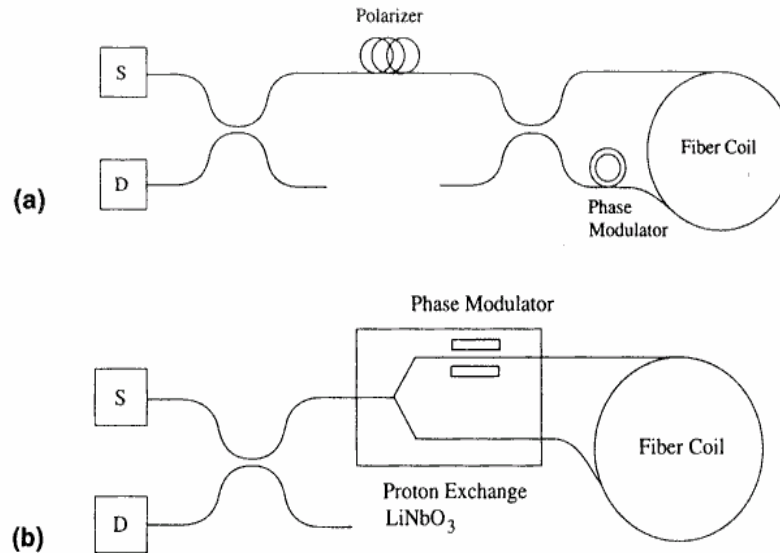 Polarizer
S
Fiber Coil
D
(a)
Phase
Modulator
Phase Modulator
S
Fiber Coil
D
Proton Exchange
LiNbO3
(b)